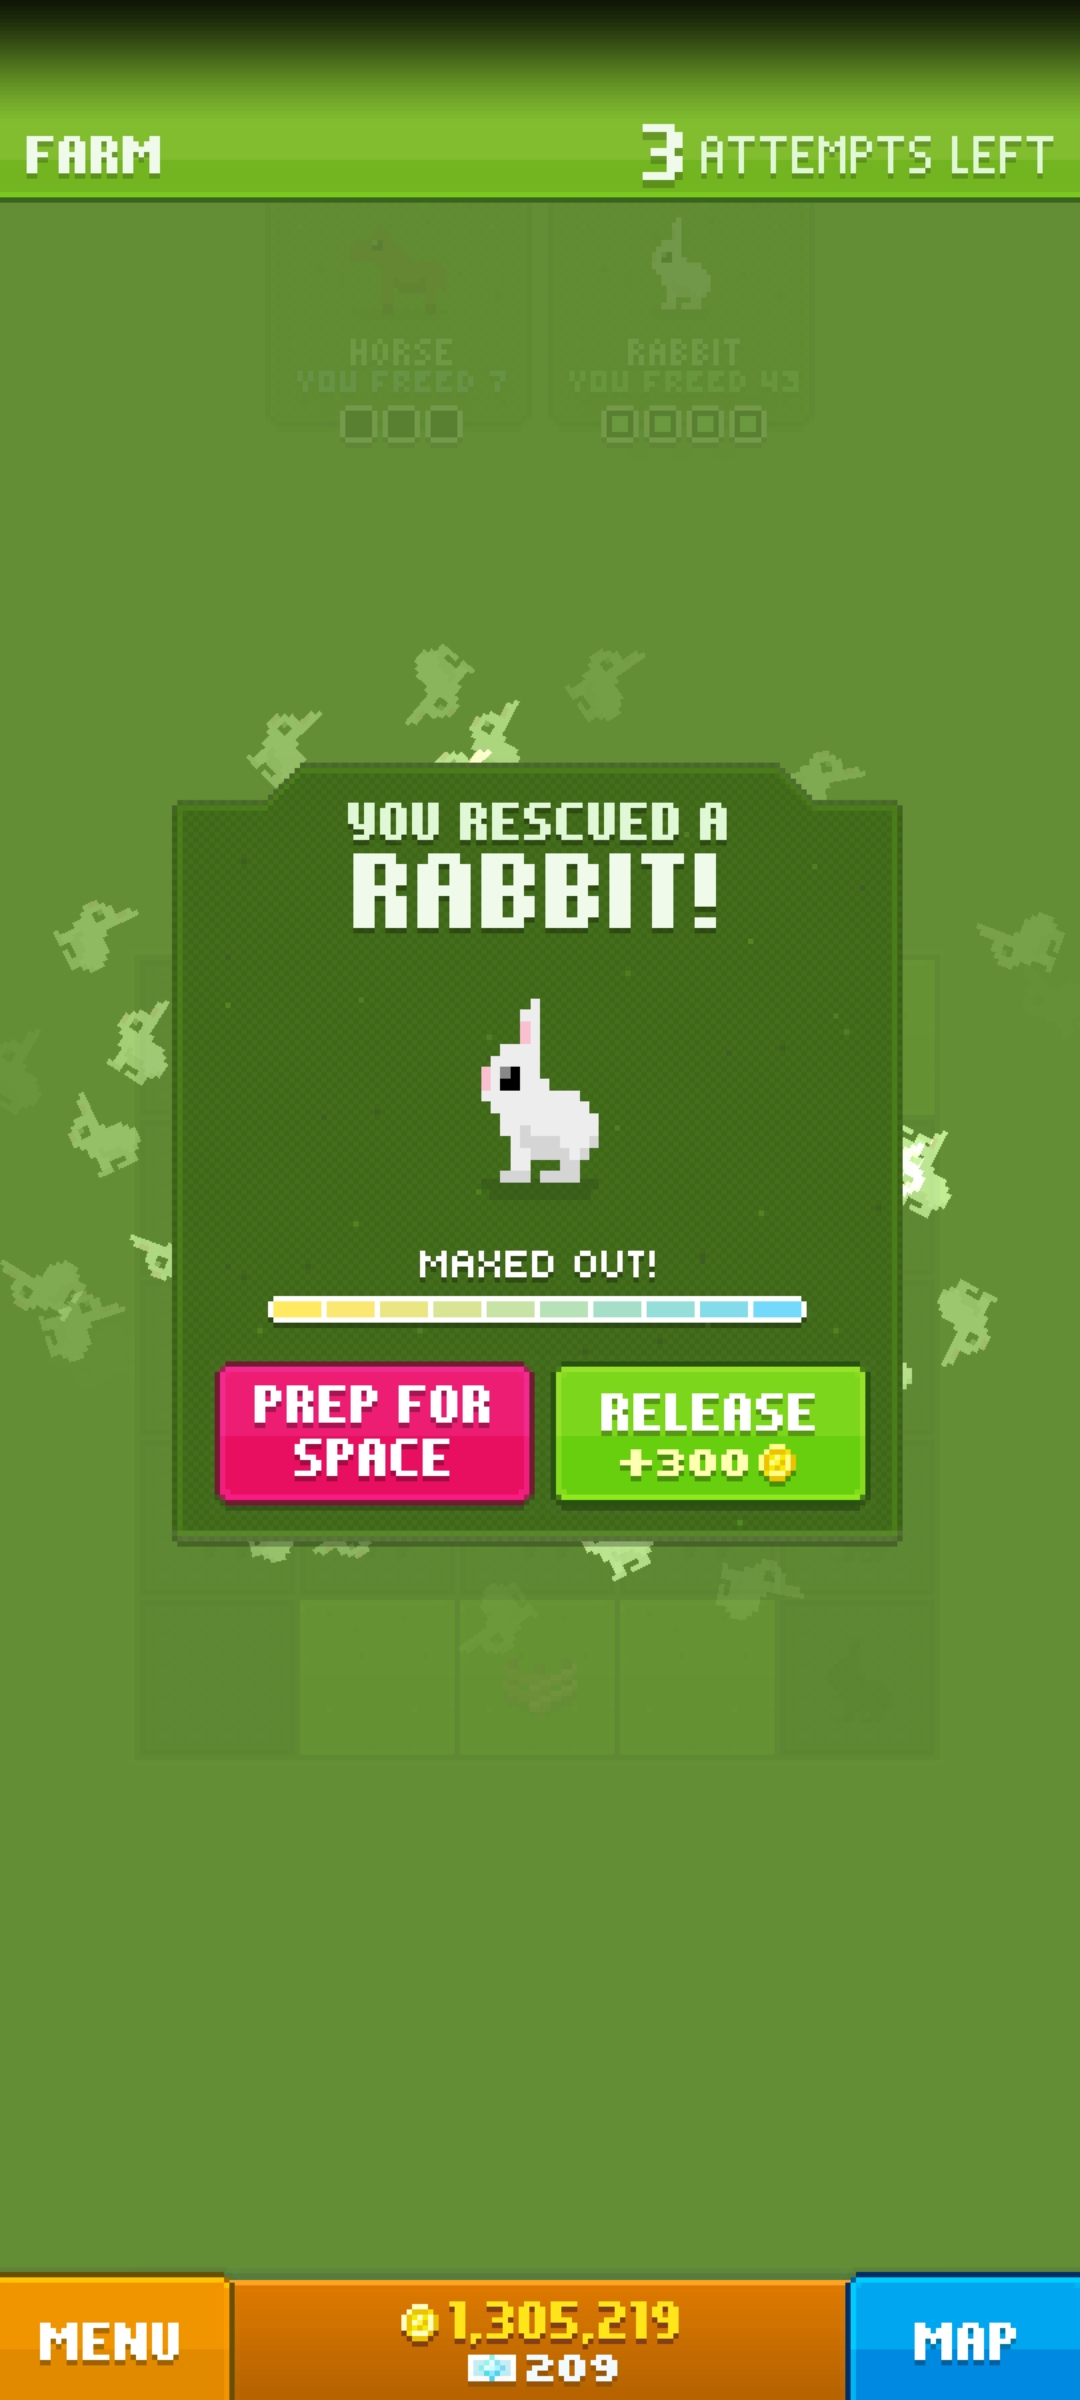 FARM
3 ATTEMPTS LEFT
HORSE
YOU FREED 7
RABBIT
YOU FREED 43
YOU RESCUED A
RABBIT!
MAXED OUT!
PREP FOR
SPACE
RELEASE
+300
MENU
1,305,219
209
MAP